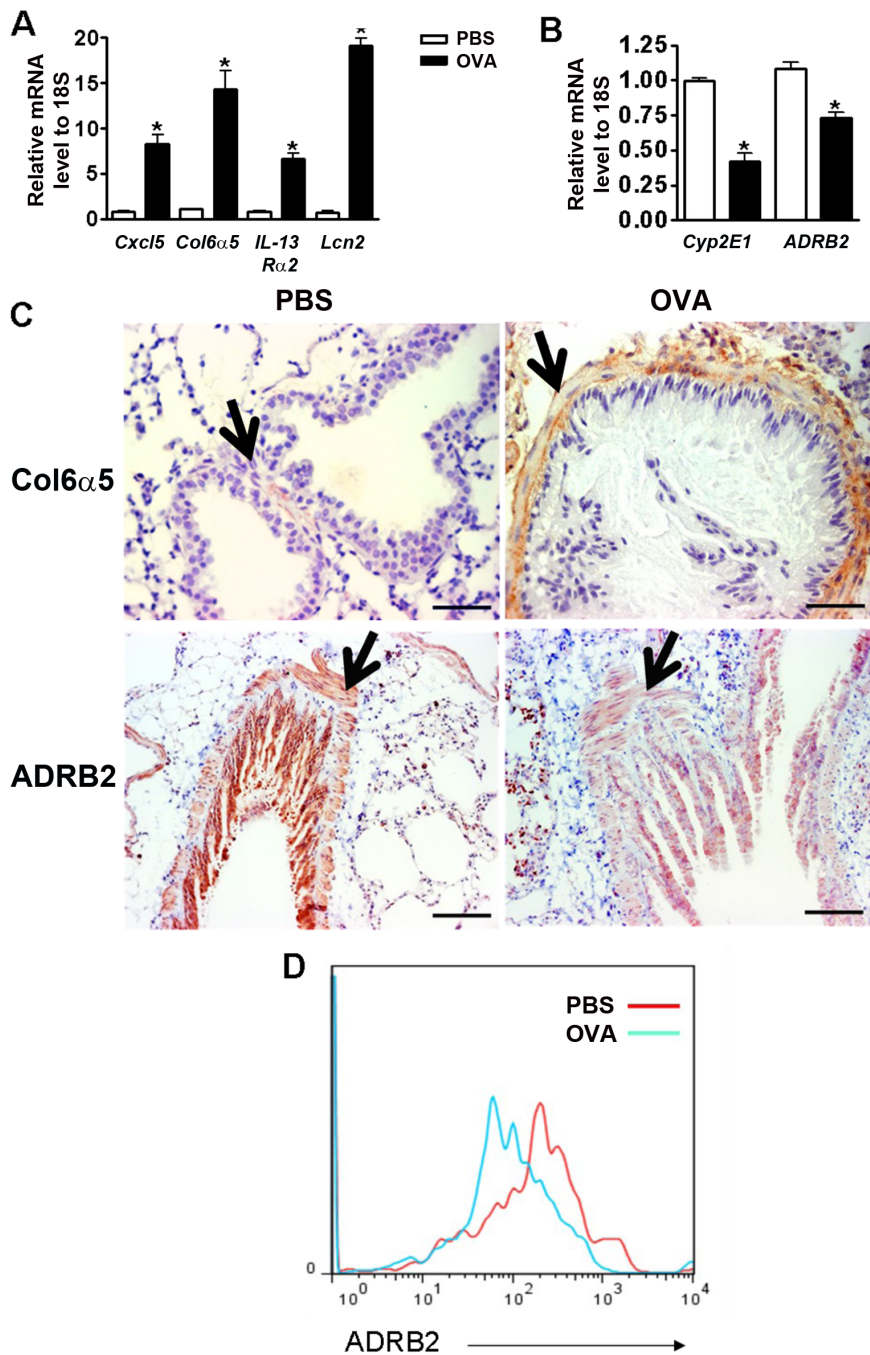 A
Relative mRNA
level to 18S
20
15
10
5
0
*
*
*
*
Cxcl5
Col6α5
IL-13
Rα2
Lcn2
PBS
OVA
B
Relative mRNA
level to 18S
1.25
1.00
0.75
0.50
0.25
0.00
*
*
Cyp2E1
ADRB2
C
PBS
OVA
Col6α5
ADRB2
D
PBS
OVA
0
10^0
10^1
10^2
10^3
10^4
ADRB2